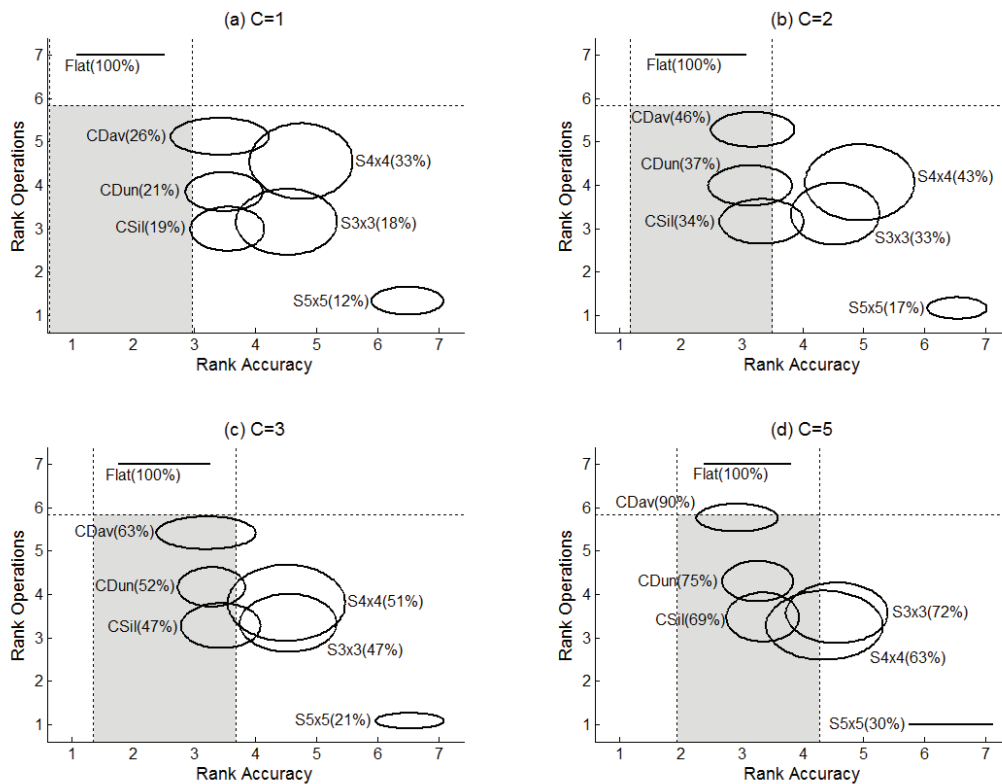 (a) C=1
7
6
5
4
3
2
1
Rank Operations
Flat(100%)
CDav(26%)
S4x4(33%)
CDun(21%)
CSil(19%)
S3x3(18%)
S5x5(12%)
1 2 3 4 5 6 7
Rank Accuracy
(b) C=2
7
6
5
4
3
2
1
Rank Operations
Flat(100%)
CDav(46%)
CDun(37%)
S4x4(43%)
CSil(34%)
S3x3(33%)
S5x5(17%)
1 2 3 4 5 6 7
Rank Accuracy
(c) C=3
7
6
5
4
3
2
1
Rank Operations
Flat(100%)
CDav(63%)
CDun(52%)
S4x4(51%)
CSil(47%)
S3x3(47%)
S5x5(21%)
1 2 3 4 5 6 7
Rank Accuracy
(d) C=5
7
6
5
4
3
2
1
Rank Operations
Flat(100%)
CDav(90%)
CDun(75%)
S3x3(72%)
CSil(69%)
S4x4(63%)
S5x5(30%)
1 2 3 4 5 6 7
Rank Accuracy